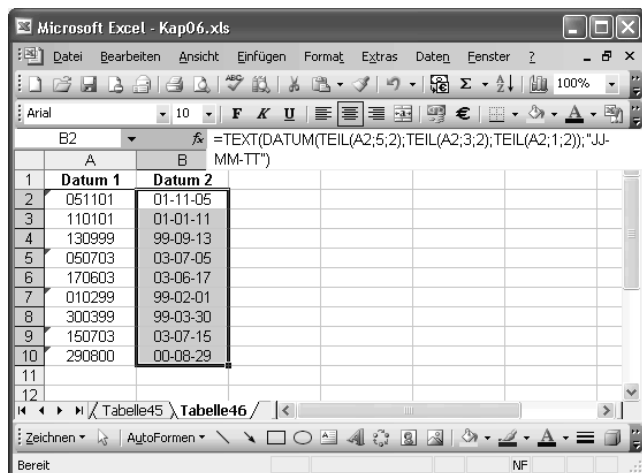 Microsoft Excel - Kap06.xls
Datei Bearbeiten Ansicht Einfügen Format Extras Daten Fenster ?
100%
Arial 10 F K U
B2 fx =TEXT(DATUM(TEIL(A2;5;2);TEIL(A2;3;2);TEIL(A2;1;2));"JJ-
MM-TT")
A B
1 Datum 1 Datum 2
2 051101 01-11-05
3 110101 01-01-11
4 130999 99-09-13
5 050703 03-07-05
6 170603 03-06-17
7 010299 99-02-01
8 300399 99-03-30
9 150703 03-07-15
10 290800 00-08-29
11
12
Tabelle45 Tabelle46
Zeichnen AutoFormen
Bereit NF